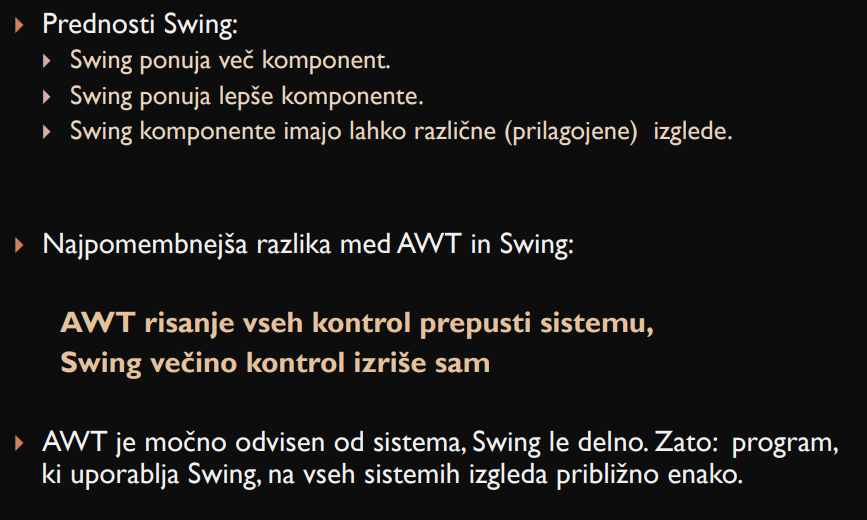 Prednosti Swing:
Swing ponuja več component.
Swing ponuja lepše komponente.
Swing komponente imajo lahko različne (prilagojene) izglede.
Najpomembnejša razlika med AWT in Swing:
AWT risanje vseh kontrol prepusti sistemu,
Swing večino kontrol izriše sam
AWT je močno odvisen od sistema, Swing le delno. Zato: program,
ki uporablja Swing, na vseh sistemih izgleda približno enako.